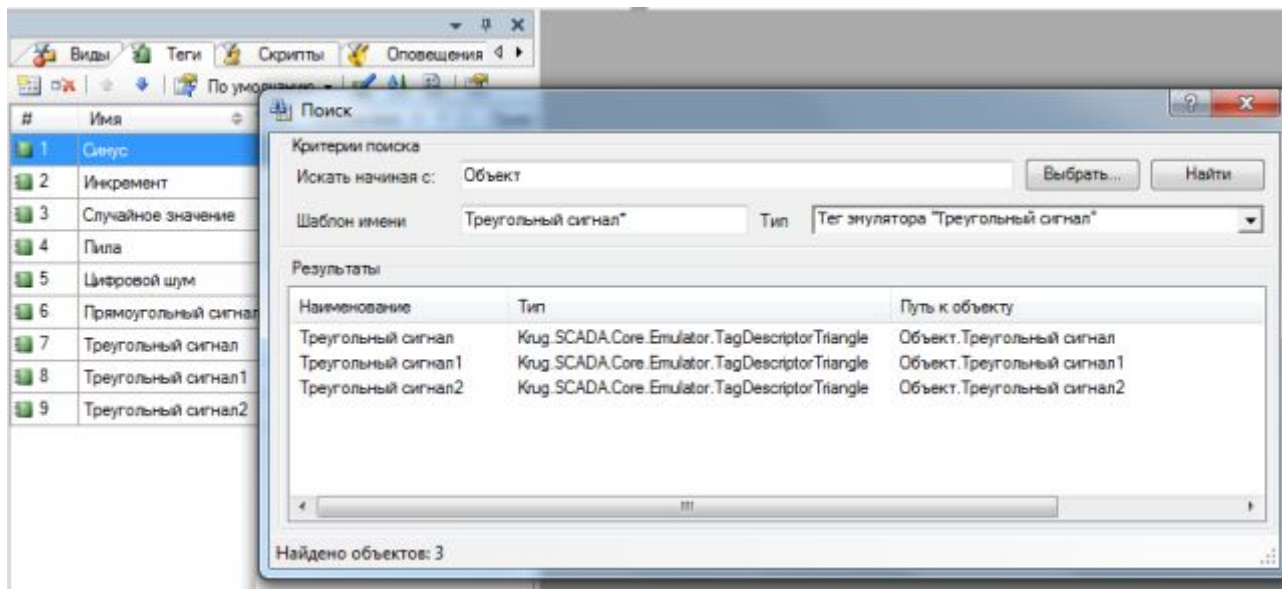 Виды Теги Скрипты Оповещения
По умолчанию
# Имя
1 Синус
2 Инкремент
3 Случайное значение
4 Пила
5 Цифровой шум
6 Прямоугольный сигнал
7 Треугольный сигнал
8 Треугольный сигнал1
9 Треугольный сигнал2
Поиск
Критерии поиска
Искать начиная с: Объект Выбрать... Найти
Шаблон имени Треугольный сигнал* Тип Тег эмулятора "Треугольный сигнал"
Результаты
Наименование Тип Путь к объекту
Треугольный сигнал Krug.SCADA.Core.Emulator.TagDescriptorTriangle Объект.Треугольный сигнал
Треугольный сигнал1 Krug.SCADA.Core.Emulator.TagDescriptorTriangle Объект.Треугольный сигнал1
Треугольный сигнал2 Krug.SCADA.Core.Emulator.TagDescriptorTriangle Объект.Треугольный сигнал2
Найдено объектов: 3